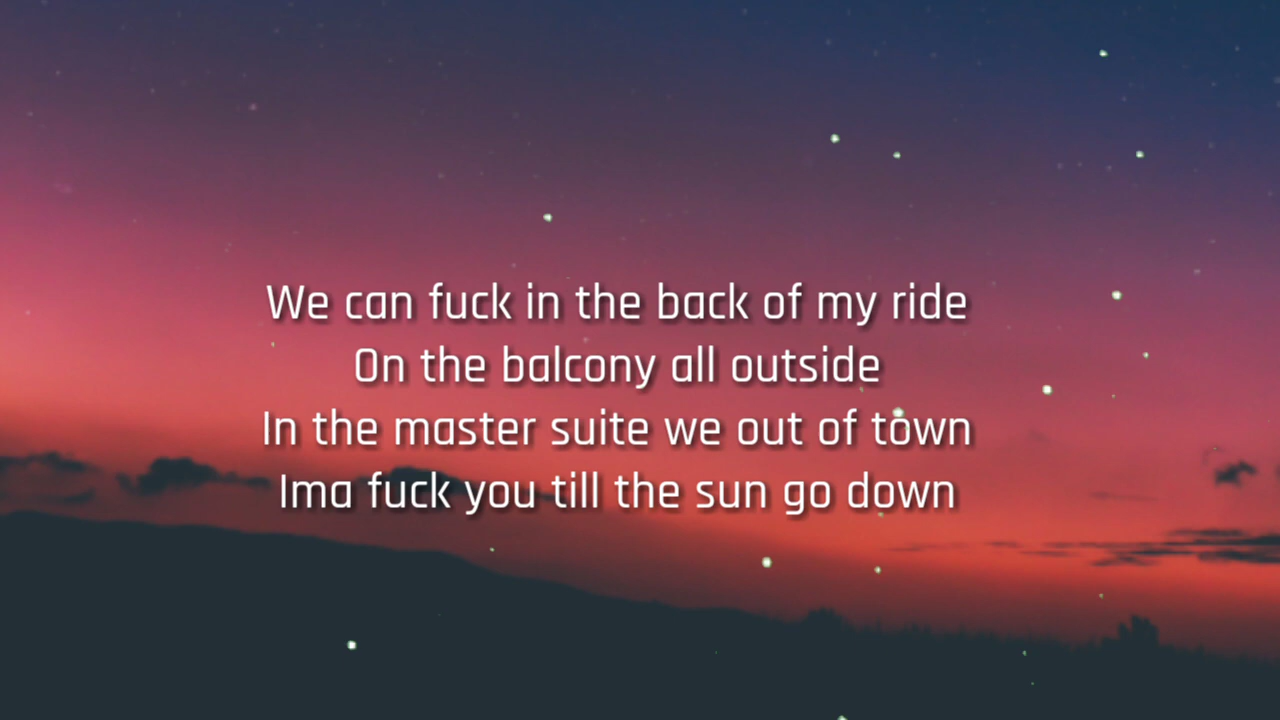 We can fuck in the back of my ride
On the balcony all outside
In the master suite we out of town
Ima fuck you till the sun go down